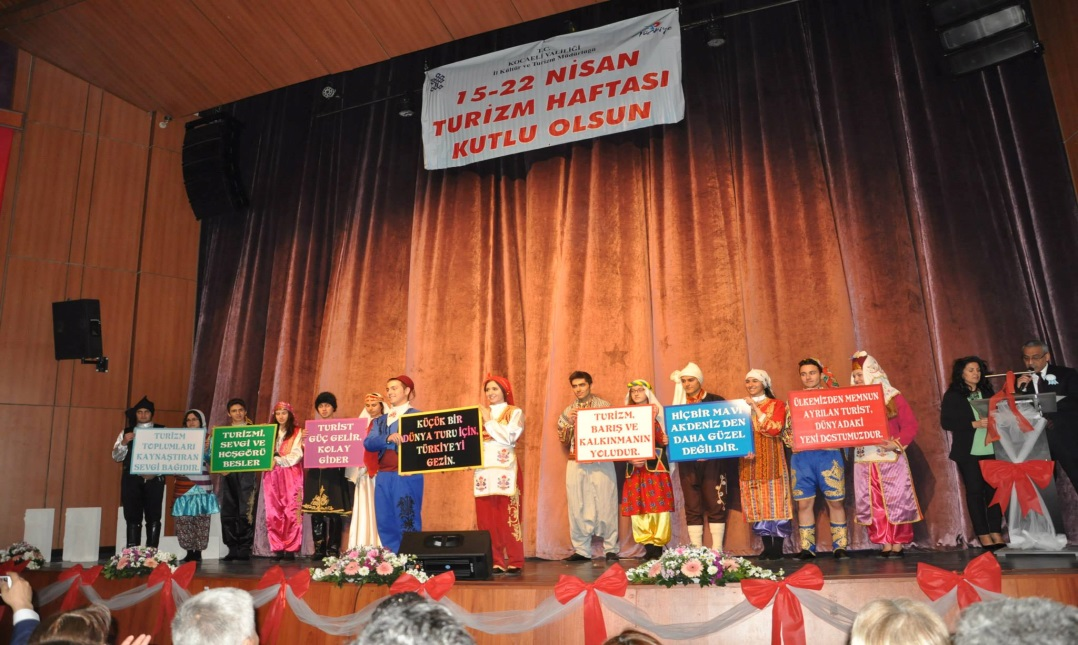 T.C.
KOCAELİ VALİLİĞİ
İl Kültür ve Turizm Müdürlüğü
Türkiye
15-22 NİSAN
TURİZM HAFTASI
KUTLU OLSUN
TURİZM
TOPLUMLARI
KAYNAŞTIRAN
SEVGİ BAĞIDIR.
TURİZMİ,
SEVGİ VE
HOŞGÖRÜ
BESLER
TURİST
GÜÇ GELİR,
KOLAY
GİDER
KÜÇÜK BİR
DÜNYA TURU İÇİN,
TÜRKİYE'Yİ
GEZİN.
TURİZM,
BARIŞ VE
KALKINMANIN
YOLUDUR.
HİÇBİR MAVİ
AKDENİZ'DEN
DAHA GÜZEL
DEĞİLDİR.
ÜLKEMİZDEN MEMNUN
AYRILAN TURİST,
DÜNYADAKİ
YENİ DOSTUMUZDUR.